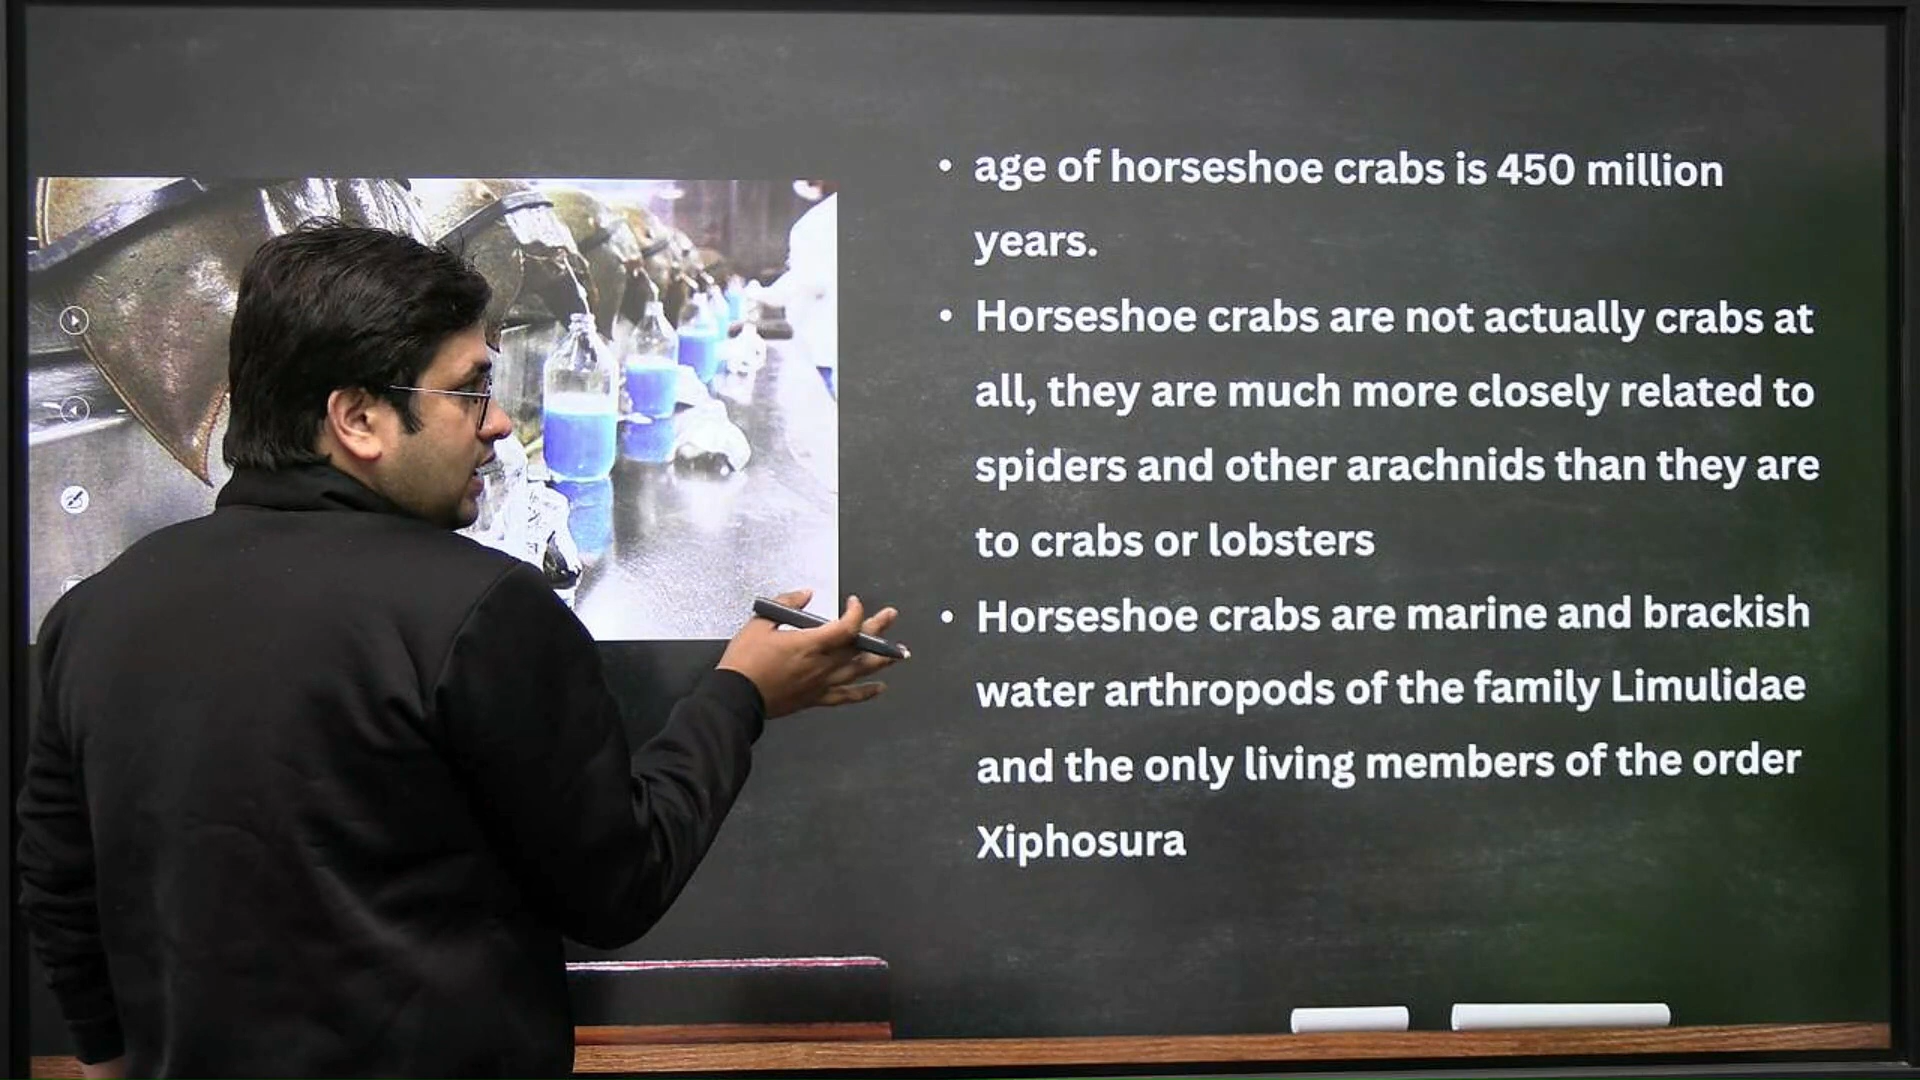 • age of horseshoe crabs is 450 million
years.
• Horseshoe crabs are not actually crabs at
all, they are much more closely related to
spiders and other arachnids than they are
to crabs or lobsters
• Horseshoe crabs are marine and brackish
water arthropods of the family Limulidae
and the only living members of the order
Xiphosura